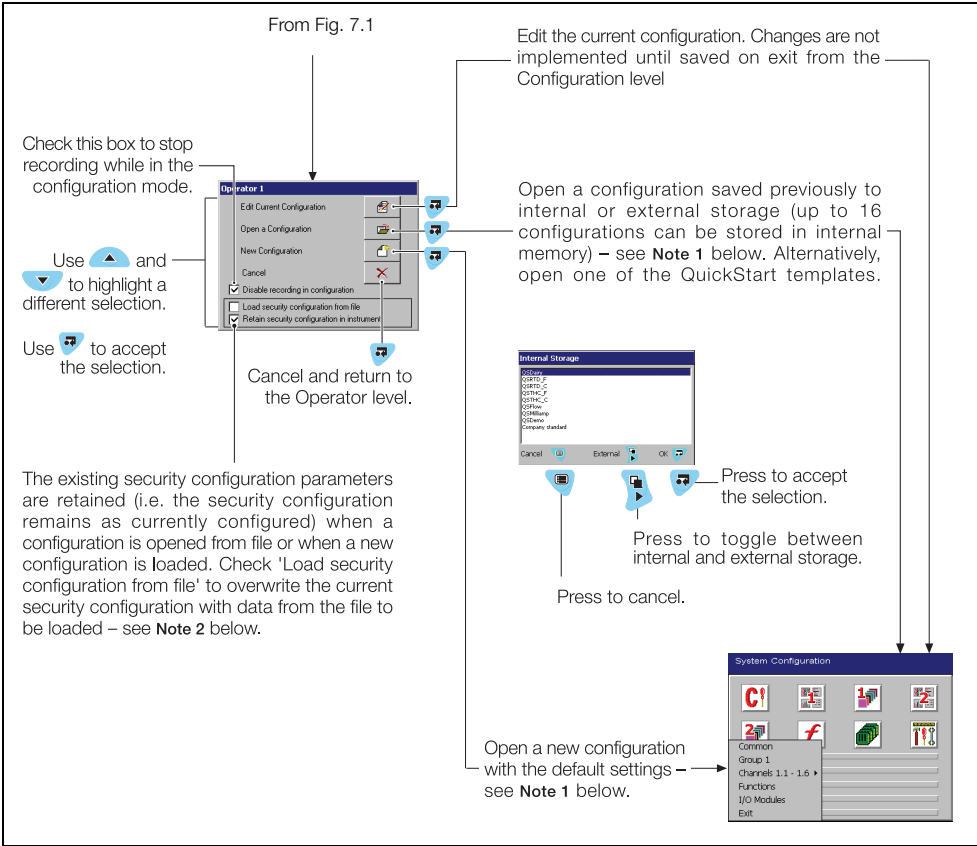 From Fig. 7.1
Edit the current configuration. Changes are not
implemented until saved on exit from the
Configuration level
Check this box to stop
recording while in the
configuration mode.
Operator 1
Edit Current Configuration
Open a Configuration
New Configuration
Cancel
Disable recording in configuration
Load security configuration from file
Retain security configuration in instrument
Open a configuration saved previously to
internal or external storage (up to 16
configurations can be stored in internal
memory) – see Note 1 below. Alternatively,
open one of the QuickStart templates.
Use and
to highlight a
different selection.
Use to accept
the selection.
Cancel and return to
the Operator level.
Internal Storage
QSDairy
QSRTD_F
QSRTD_C
QSTHC_F
QSTHC_C
QSFlow
QSMilliamp
QSDemo
Company standard
Cancel External OK
Press to accept
the selection.
Press to toggle between
internal and external storage.
Press to cancel.
The existing security configuration parameters
are retained (i.e. the security configuration
remains as currently configured) when a
configuration is opened from file or when a new
configuration is loaded. Check 'Load security
configuration from file' to overwrite the current
security configuration with data from the file to
be loaded – see Note 2 below.
Open a new configuration
with the default settings –
see Note 1 below.
System Configuration
C 1 1 2
2 f
Common
Group 1
Channels 1.1 - 1.6
Functions
I/O Modules
Exit